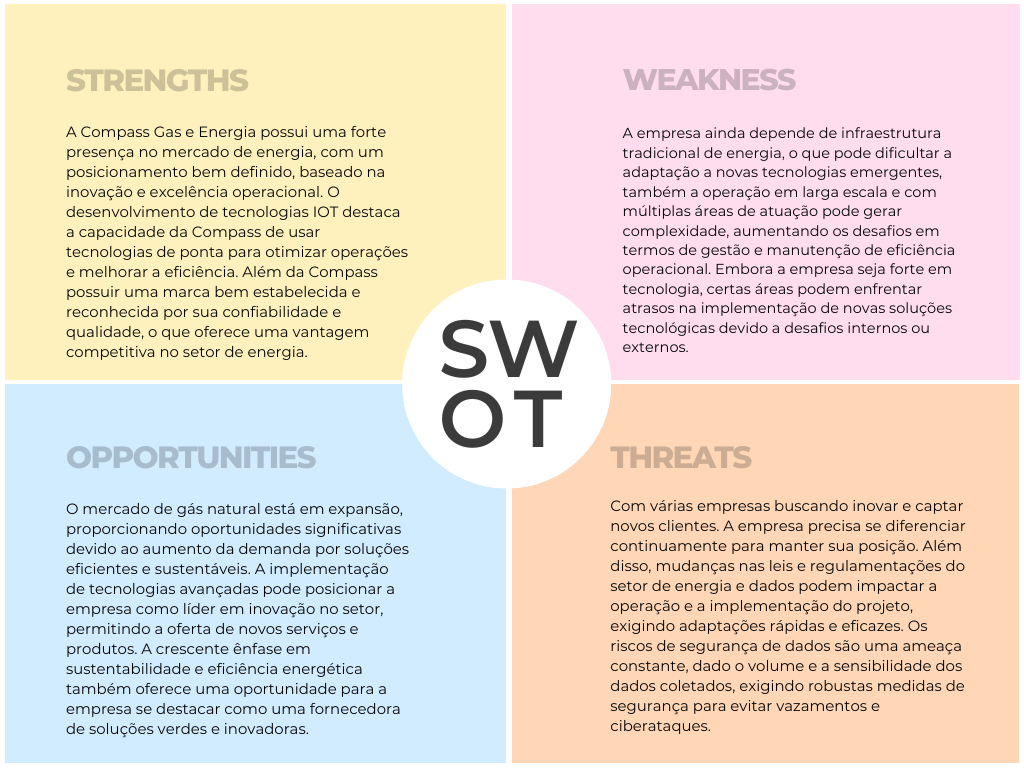 STRENGTHS
A Compass Gas e Energia possui uma forte
presença no mercado de energia, com um
posicionamento bem definido, baseado na
inovação e excelência operacional. O
desenvolvimento de tecnologias IOT destaca
a capacidade da Compass de usar
tecnologias de ponta para otimizar operações
e melhorar a eficiência. Além da Compass
possuir uma marca bem estabelecida e
reconhecida por sua confiabilidade e
qualidade, o que oferece uma vantagem
competitiva no setor de energia.
WEAKNESS
A empresa ainda depende de infraestrutura
tradicional de energia, o que pode dificultar a
adaptação a novas tecnologias emergentes,
também a operação em larga escala e com
múltiplas áreas de atuação pode gerar
complexidade, aumentando os desafios em
termos de gestão e manutenção de eficiência
operacional. Embora a empresa seja forte em
tecnologia, certas áreas podem enfrentar
atrasos na implementação de novas soluções
tecnológicas devido a desafios internos ou
externos.
SW
OT
OPPORTUNITIES
O mercado de gás natural está em expansão,
proporcionando oportunidades significativas
devido ao aumento da demanda por soluções
eficientes e sustentáveis. A implementação
de tecnologias avançadas pode posicionar a
empresa como líder em inovação no setor,
permitindo a oferta de novos serviços e
produtos. A crescente ênfase em
sustentabilidade e eficiência energética
também oferece uma oportunidade para a
empresa se destacar como uma fornecedora
de soluções verdes e inovadoras.
THREATS
Com várias empresas buscando inovar e captar
novos clientes. A empresa precisa se diferenciar
continuamente para manter sua posição. Além
disso, mudanças nas leis e regulamentações do
setor de energia e dados podem impactar a
operação e a implementação do projeto,
exigindo adaptações rápidas e eficazes. Os
riscos de segurança de dados são uma ameaça
constante, dado o volume e a sensibilidade dos
dados coletados, exigindo robustas medidas de
segurança para evitar vazamentos e
ciberataques.